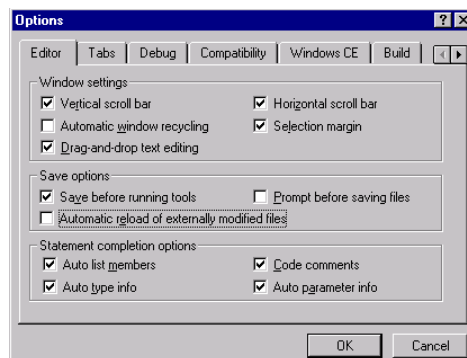 Options
Editor Tabs Debug Compatibility Windows CE Build
Window settings
Vertical scroll bar Horizontal scroll bar
Automatic window recycling Selection margin
Drag-and-drop text editing
Save options
Save before running tools Prompt before saving files
Automatic reload of externally modified files
Statement completion options
Auto list members Code comments
Auto type info Auto parameter info
OK Cancel